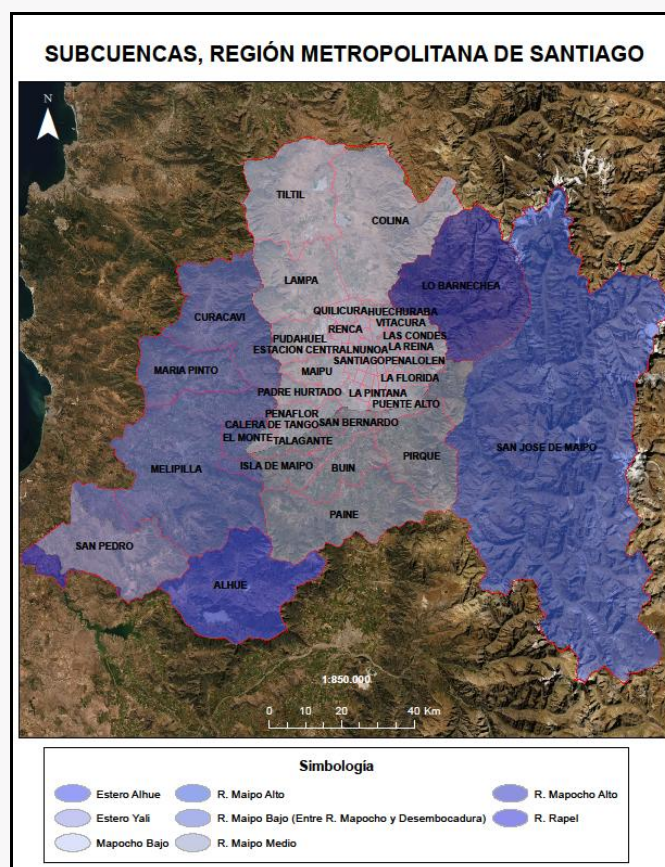 SUBCUENCAS, REGIÓN METROPOLITANA DE SANTIAGO
N
TILTIL
COLINA
LAMPA
LO BARNECHEA
CURACAVI
QUILICURA HUECHURABA
RENCA VITACURA
PUDAHUEL LAS CONDES
ESTACION CENTRAL NUNOA LA REINA
SANTIAGO PENALOLEN
MARIA PINTO MAIPU LA FLORIDA
PADRE HURTADO LA PINTANA
PUENTE ALTO
PENAFLOR
CALERA DE TANGO SAN BERNARDO
EL MONTE TALAGANTE
SAN JOSE DE MAIPO
MELIPILLA ISLA DE MAIPO BUIN PIRQUE
PAINE
SAN PEDRO
ALHUE
1:850.000
0 10 20 40 Km
Simbología
Estero Alhue R. Maipo Alto R. Mapocho Alto
Estero Yali R. Maipo Bajo (Entre R. Mapocho y Desembocadura) R. Rapel
Mapocho Bajo R. Maipo Medio